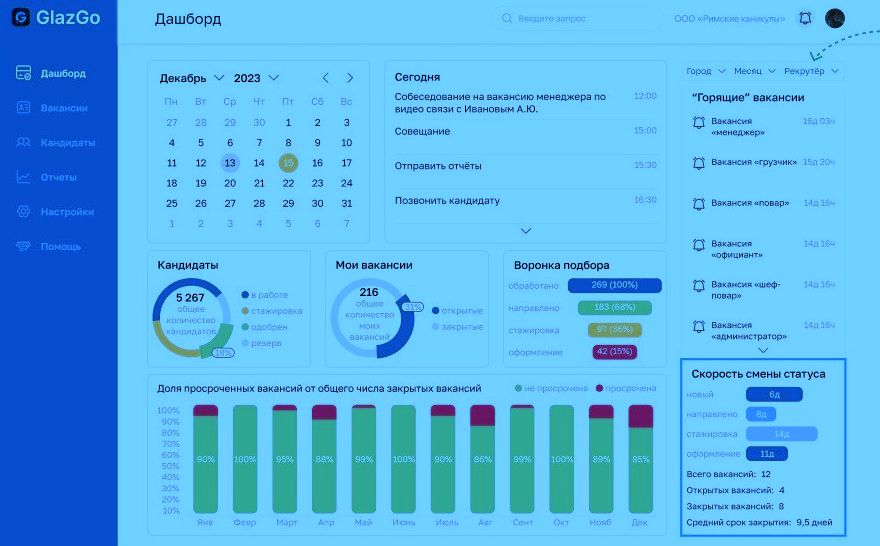 GlazGo
Дашборд
Введите запрос
ООО «Римские каникулы»
Дашборд
Вакансии
Кандидаты
Отчеты
Настройки
Помощь
Декабрь 2023
Пн Вт Ср Чт Пт Сб Вс
27 28 29 30 1 2 3
4 5 6 7 8 9 10
11 12 13 14 15 16 17
18 19 20 21 22 23 24
25 26 27 28 29 30 31
1 2 3 4 5 6 7
Сегодня
Собеседование на вакансию менеджера по 12:00
видео связи с Ивановым А.Ю.
Совещание 15:00
Отправить отчёты 15:30
Позвонить кандидату 16:30
Город Месяц Рекрутёр
“Горящие” вакансии
Вакансия 16д 03ч
«менеджер»
Вакансия «грузчик» 15д 20ч
Вакансия «повар» 14д 16ч
Вакансия 14д 16ч
«официант»
Вакансия «шеф- 14д 16ч
повар»
Вакансия 14д 16ч
«администратор»
Кандидаты
5 267
общее
количество
кандидатов
18%
в работе
стажировка
одобрен
резерв
Мои вакансии
216
общее
количество
моих
вакансий
31%
открытые
закрытые
Воронка подбора
обработано 269 (100%)
направлено 183 (68%)
стажировка 97 (36%)
оформление 42 (15%)
Доля просроченных вакансий от общего числа закрытых вакансий
не просрочена просрочена
100%
90%
80%
70%
60%
50%
40%
30%
20%
10%
90% 100% 95% 88% 99% 100% 90% 86% 99% 100% 89% 85%
Янв Февр Март Апр Май Июнь Июль Авг Сент Окт Нояб Дек
Скорость смены статуса
новый 6д
направлено 8д
стажировка 14д
оформление 11д
Всего вакансий: 12
Открытых вакансий: 4
Закрытых вакансий: 8
Средний срок закрытия: 9,5 дней